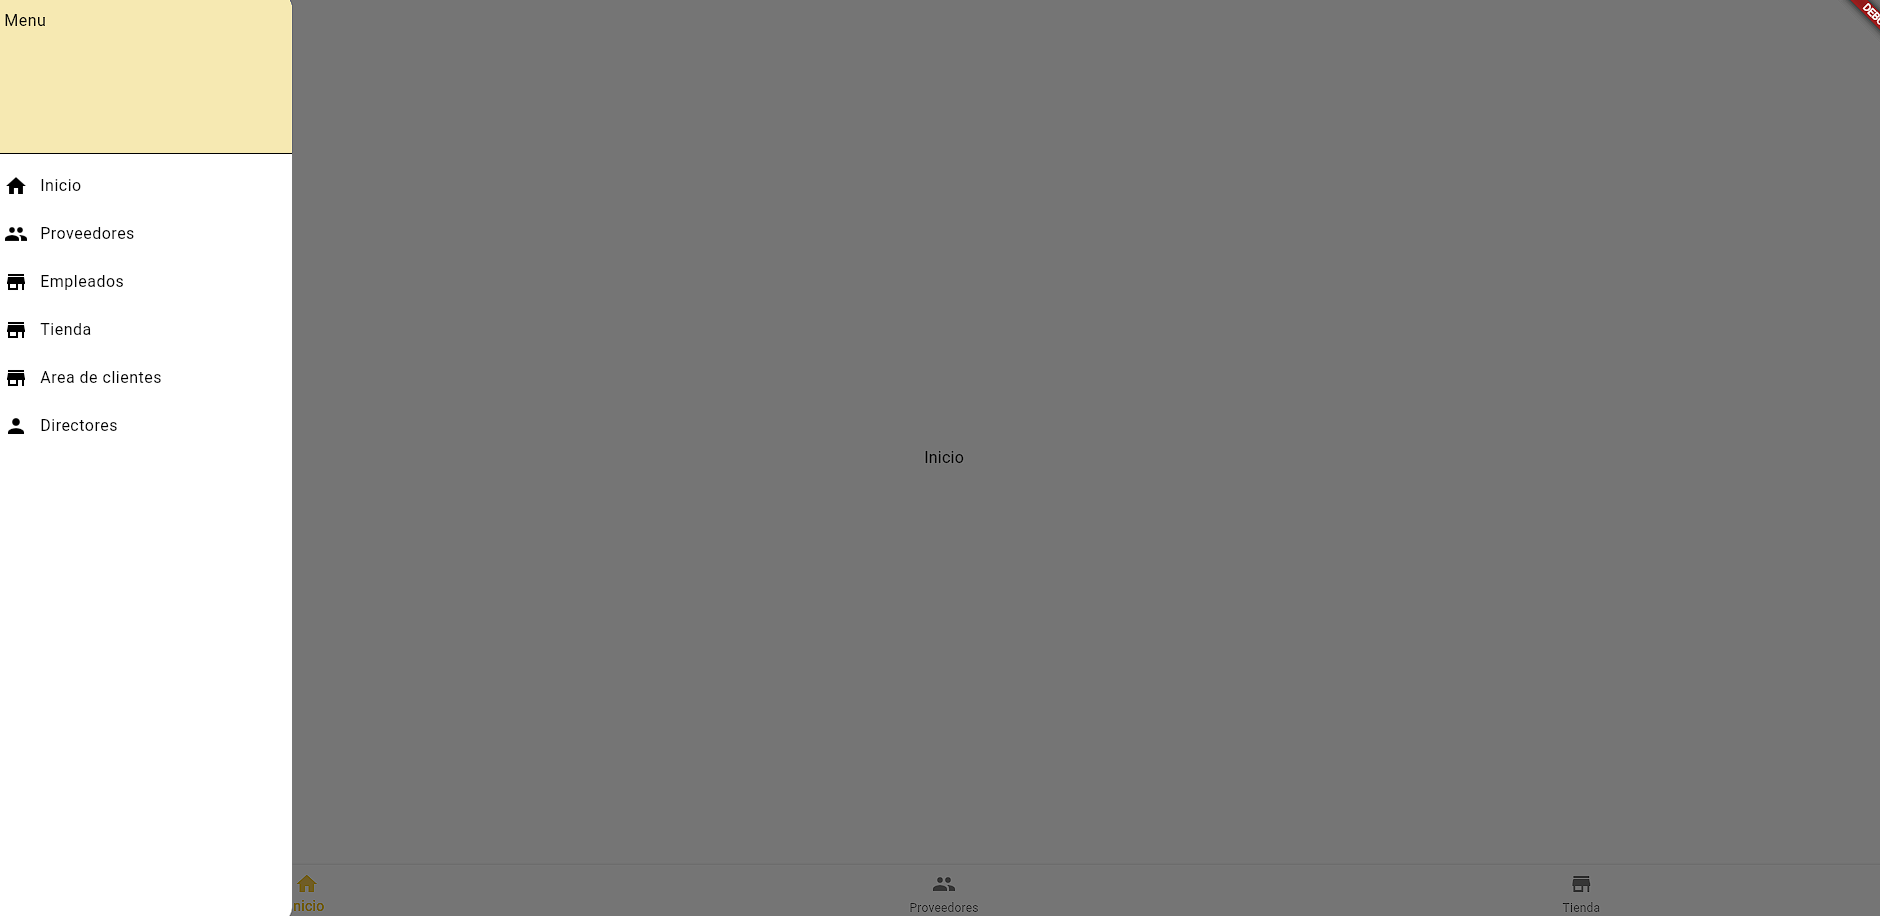 Menu
Inicio
Proveedores
Empleados
Tienda
Area de clientes
Directores
Inicio
nicio
Proveedores
Tienda